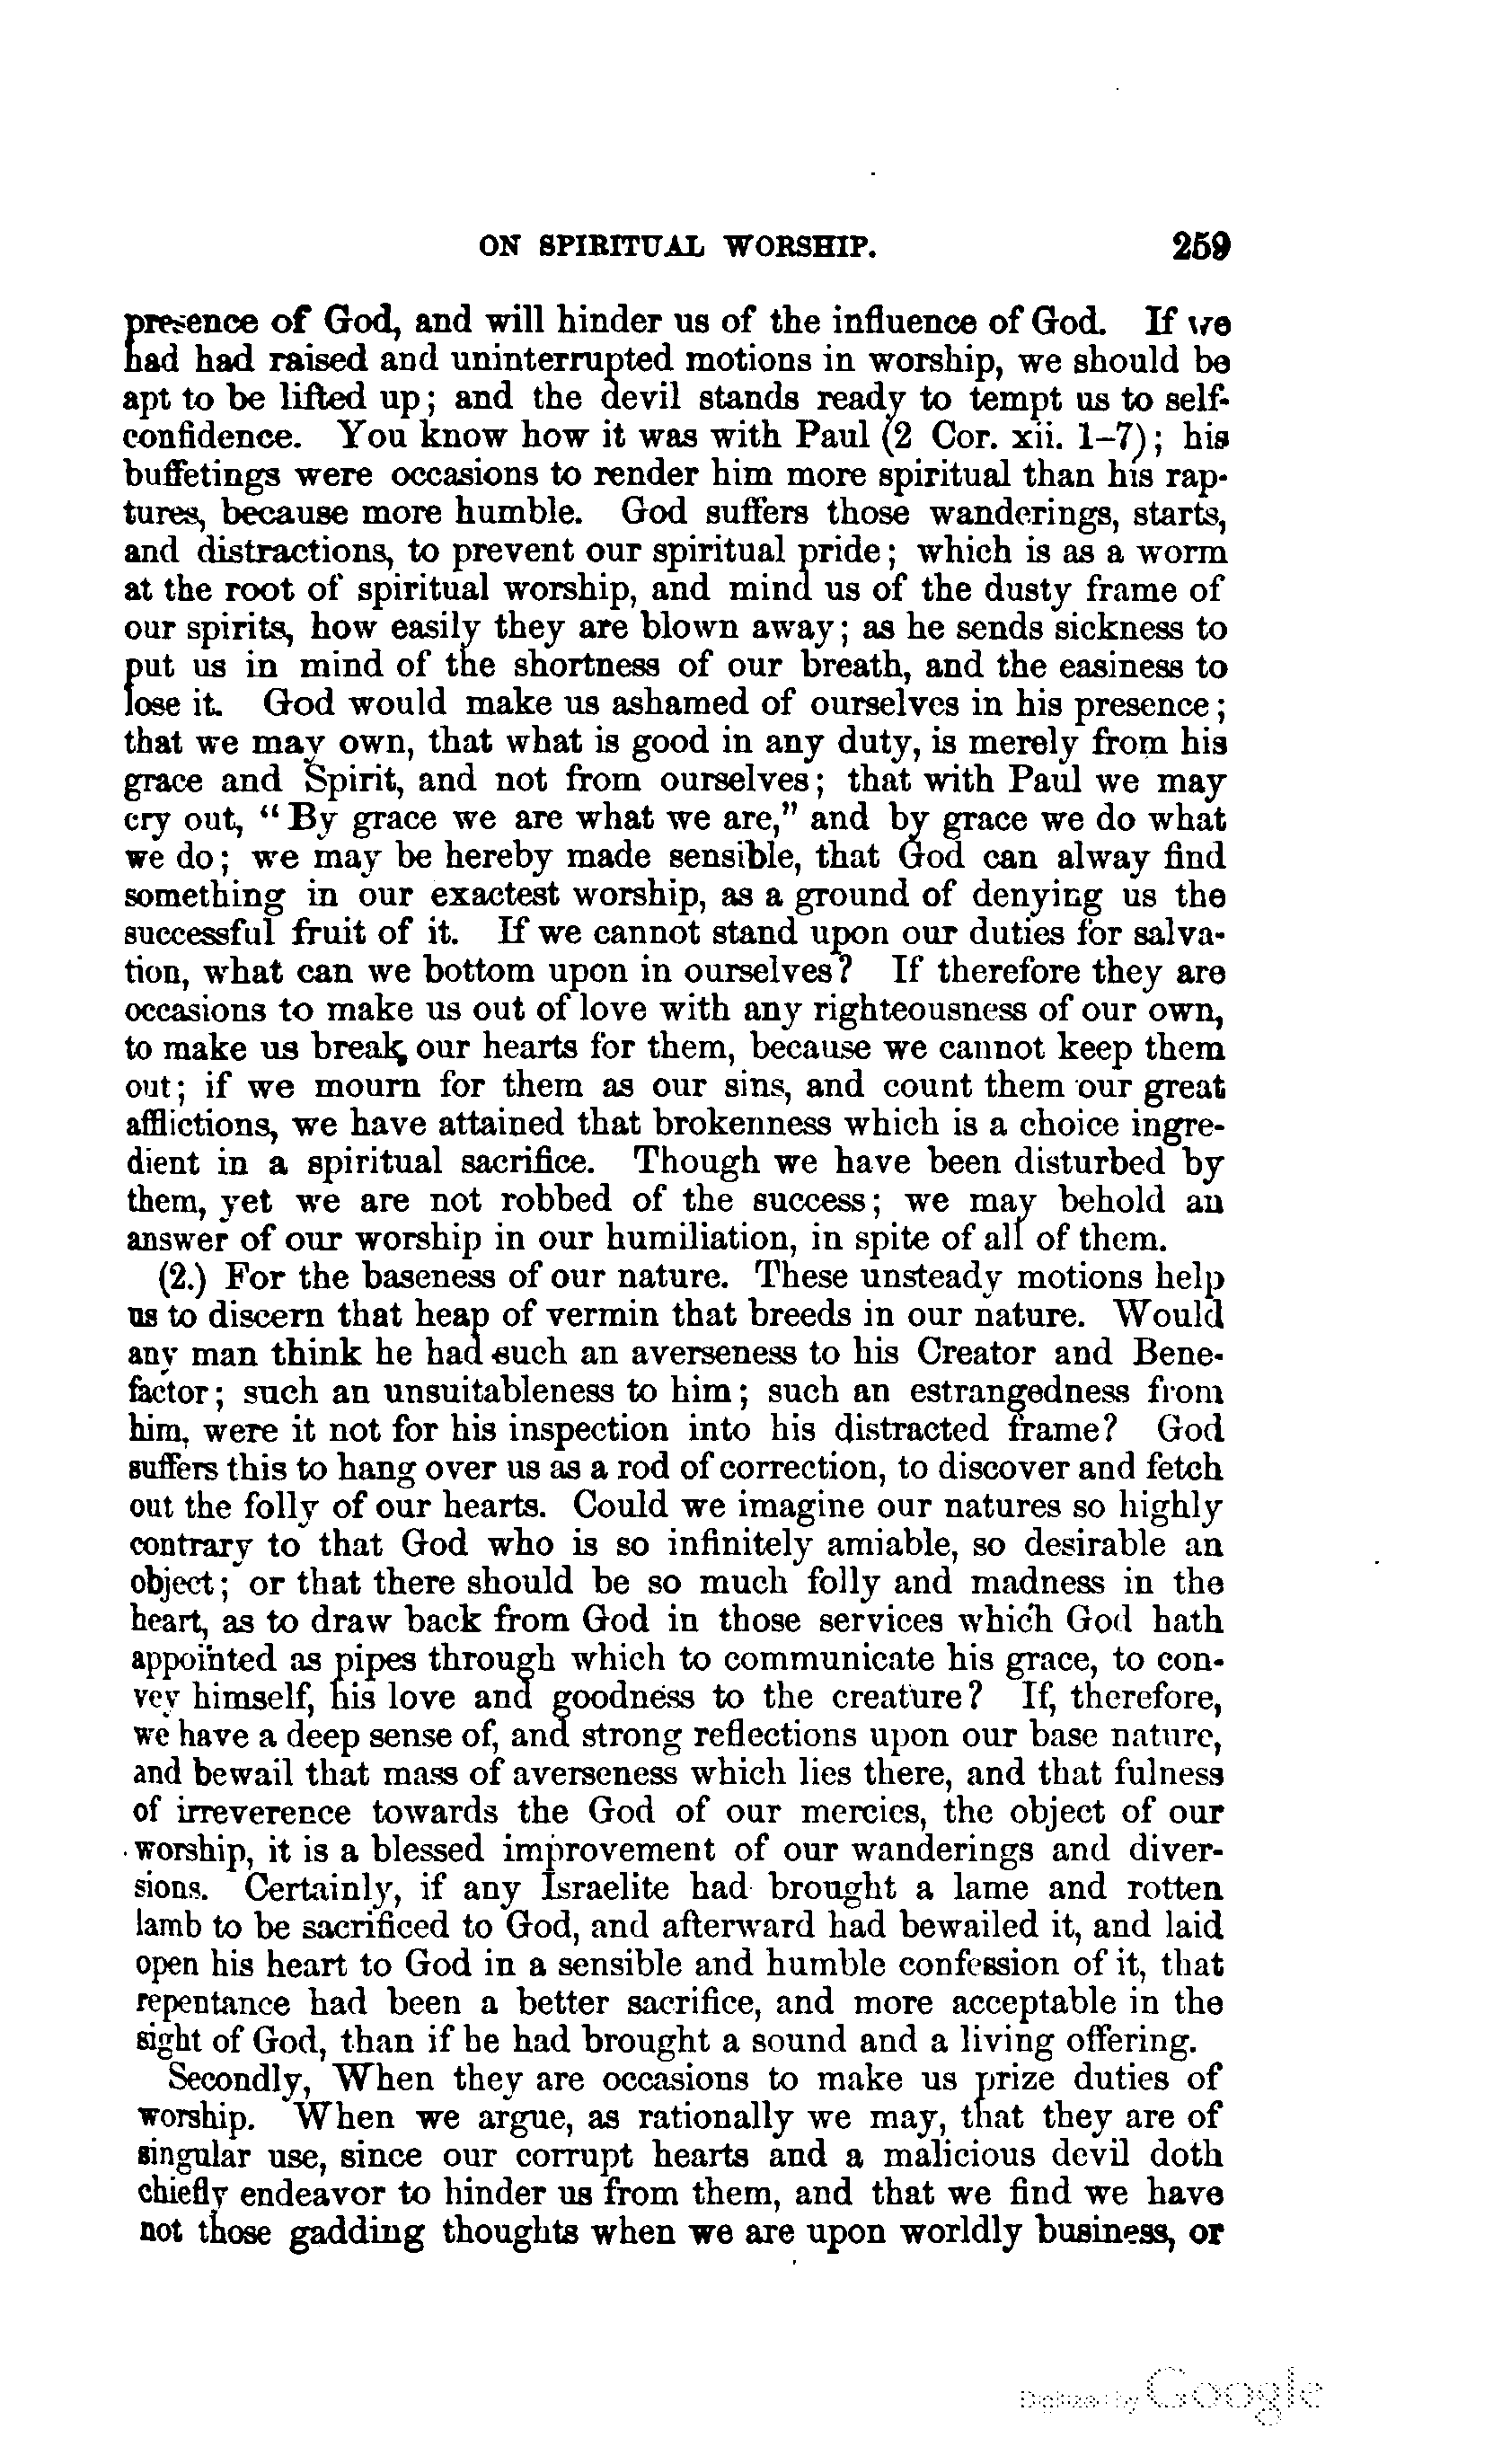 ON SPIRITUAL WORSHIP. 259
presence of God, and will hinder us of the influence of God. If we
had had raised and uninterrupted motions in worship, we should be
apt to be lifted up; and the devil stands ready to tempt us to self-
confidence. You know how it was with Paul (2 Cor. xii. 1–7); his
buffetings were occasions to render him more spiritual than his rap-
tures, because more humble. God suffers those wanderings, starts,
and distractions, to prevent our spiritual pride; which is as a worm
at the root of spiritual worship, and mind us of the dusty frame of
our spirits, how easily they are blown away; as he sends sickness to
put us in mind of the shortness of our breath, and the easiness to
lose it. God would make us ashamed of ourselves in his presence;
that we may own, that what is good in any duty, is merely from his
grace and Spirit, and not from ourselves; that with Paul we may
cry out, "By grace we are what we are," and by grace we do what
we do; we may be hereby made sensible, that God can alway find
something in our exactest worship, as a ground of denying us the
successful fruit of it. If we cannot stand upon our duties for salva-
tion, what can we bottom upon in ourselves? If therefore they are
occasions to make us out of love with any righteousness of our own,
to make us break, our hearts for them, because we cannot keep them
out; if we mourn for them as our sins, and count them our great
afflictions, we have attained that brokenness which is a choice ingre-
dient in a spiritual sacrifice. Though we have been disturbed by
them, yet we are not robbed of the success; we may behold an
answer of our worship in our humiliation, in spite of all of them.
(2.) For the baseness of our nature. These unsteady motions help
us to discern that heap of vermin that breeds in our nature. Would
any man think he had such an averseness to his Creator and Bene-
factor; such an unsuitableness to him; such an estrangedness from
him, were it not for his inspection into his distracted frame? God
suffers this to hang over us as a rod of correction, to discover and fetch
out the folly of our hearts. Could we imagine our natures so highly
contrary to that God who is so infinitely amiable, so desirable an
object; or that there should be so much folly and madness in the
heart, as to draw back from God in those services which God hath
appointed as pipes through which to communicate his grace, to con-
vey himself, his love and goodness to the creature? If, therefore,
we have a deep sense of, and strong reflections upon our base nature,
and bewail that mass of averseness which lies there, and that fulness
of irreverence towards the God of our mercies, the object of our
worship, it is a blessed improvement of our wanderings and diver-
sions. Certainly, if any Israelite had brought a lame and rotten
lamb to be sacrificed to God, and afterward had bewailed it, and laid
open his heart to God in a sensible and humble confession of it, that
repentance had been a better sacrifice, and more acceptable in the
sight of God, than if he had brought a sound and a living offering.
Secondly, When they are occasions to make us prize duties of
worship. When we argue, as rationally we may, that they are of
singular use, since our corrupt hearts and a malicious devil doth
chiefly endeavor to hinder us from them, and that we find we have
not those gadding thoughts when we are upon worldly business, or
Digitized by Google